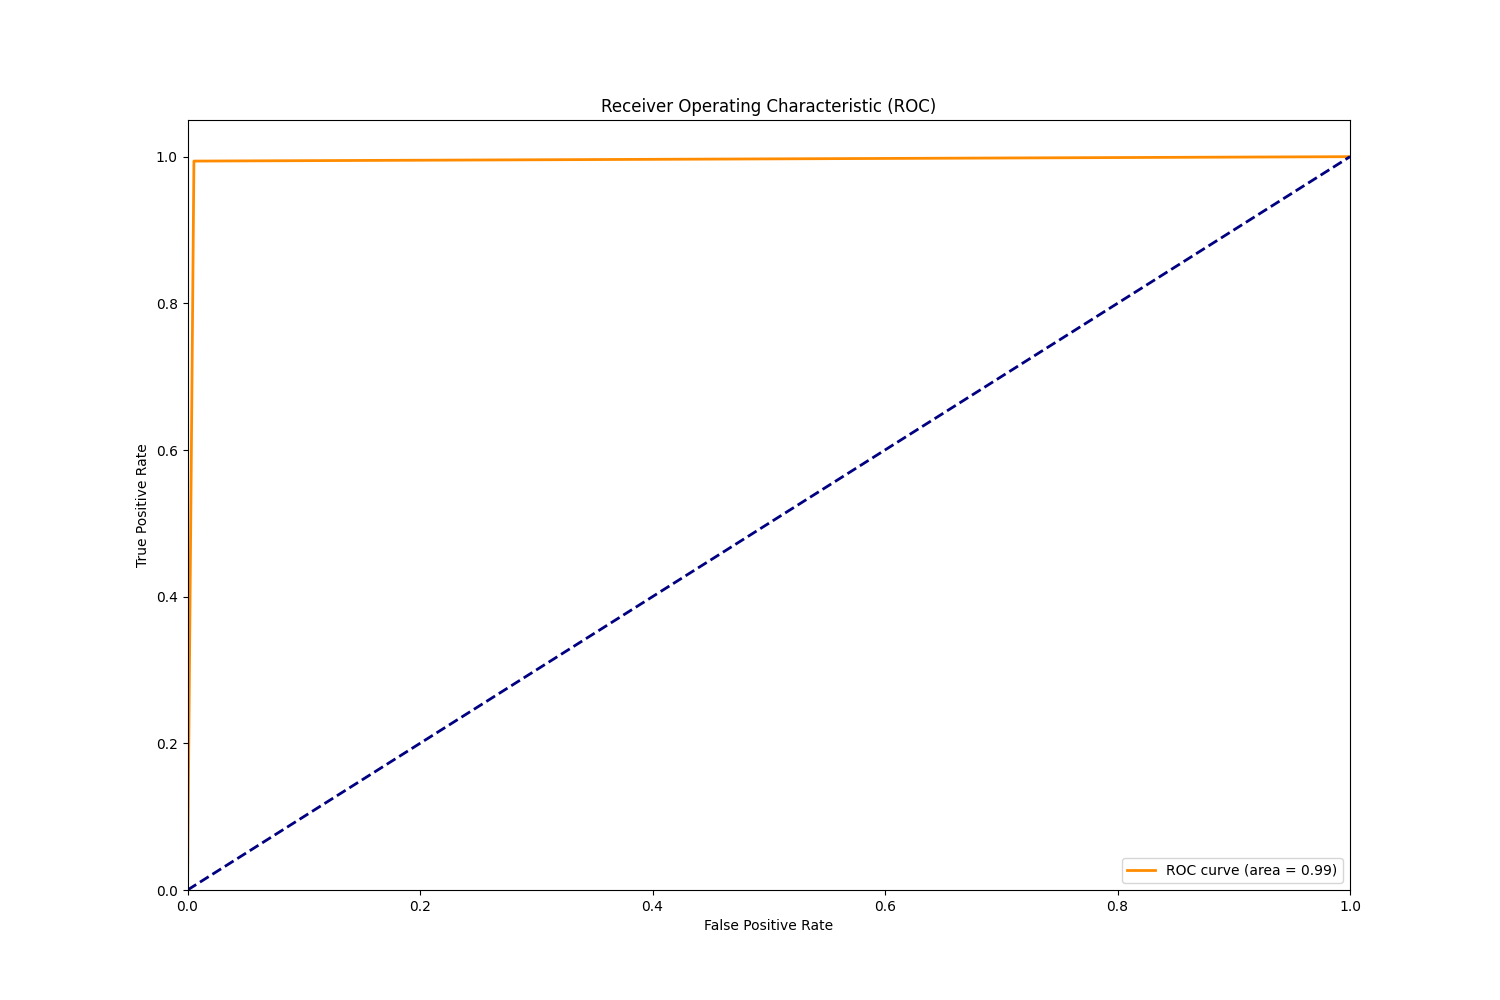 Receiver Operating Characteristic (ROC)
1.0
0.8
0.6
0.4
0.2
0.0
True Positive Rate
0.0 0.2 0.4 0.6 0.8 1.0
False Positive Rate
ROC curve (area = 0.99)